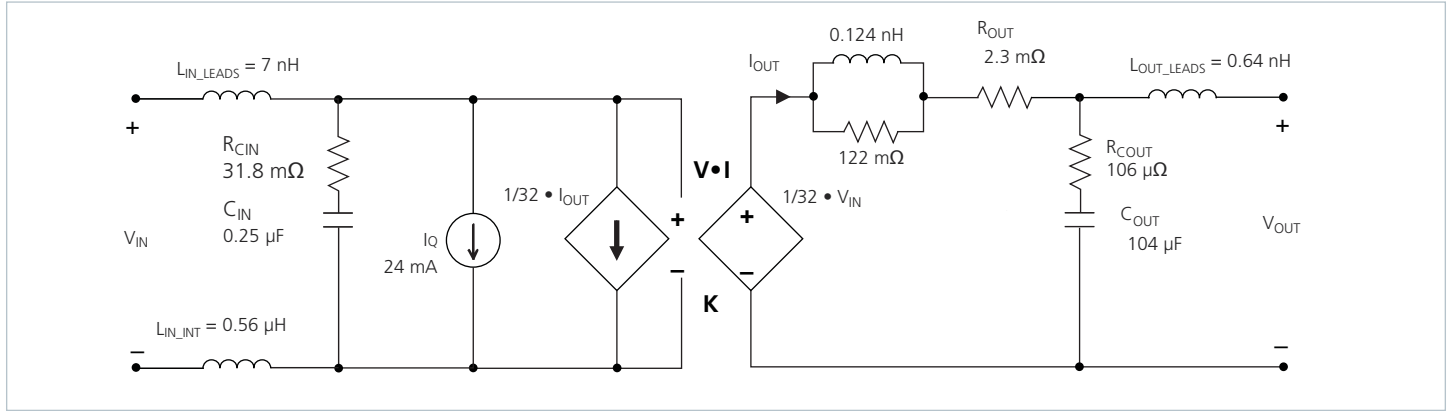 L_IN_LEADS = 7 nH
+
R_CIN
31.8 mΩ
C_IN
0.25 µF
V_IN
L_IN_INT = 0.56 µH
−
I_Q
24 mA
1/32 • I_OUT
+
−
V•I
K
+
−
1/32 • V_IN
I_OUT
0.124 nH
122 mΩ
R_OUT
2.3 mΩ
L_OUT_LEADS = 0.64 nH
+
R_COUT
106 µΩ
C_OUT
104 µF
V_OUT
−